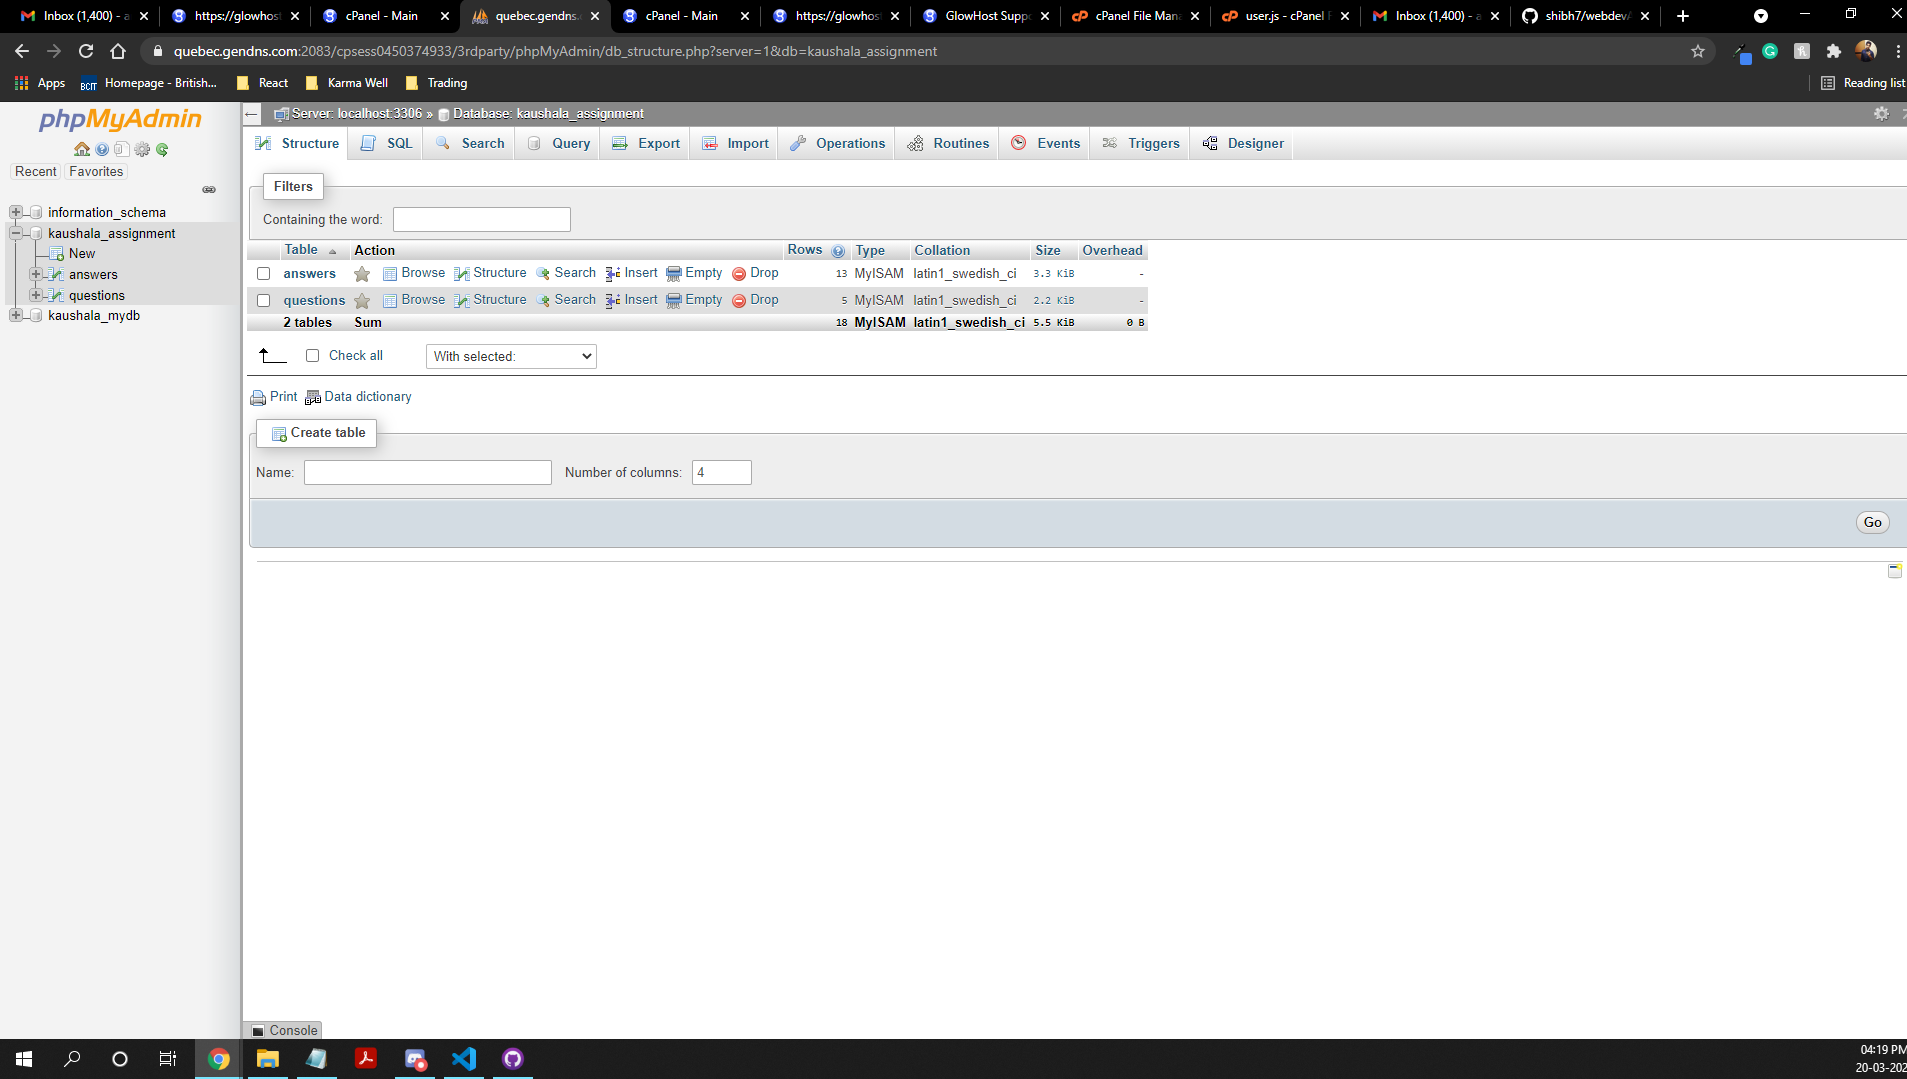 Inbox (1,400) - a
https://glowhos
cPanel - Main
quebec.gendns.c
cPanel - Main
https://glowhos
GlowHost Suppo
cPanel File Mana
user.js - cPanel F
Inbox (1,400) - a
shibh7/webdevA
quebec.gendns.com:2083/cpsess0450374933/3rdparty/phpMyAdmin/db_structure.php?server=1&db=kaushala_assignment
Apps
BCIT Homepage - British...
React
Karma Well
Trading
Reading list
phpMyAdmin
Recent Favorites
information_schema
kaushala_assignment
New
answers
questions
kaushala_mydb
Server: localhost:3306 » Database: kaushala_assignment
Structure SQL Search Query Export Import Operations Routines Events Triggers Designer
Filters
Containing the word:
Table Action Rows Type Collation Size Overhead
answers Browse Structure Search Insert Empty Drop 13 MyISAM latin1_swedish_ci 3.3 KiB -
questions Browse Structure Search Insert Empty Drop 5 MyISAM latin1_swedish_ci 2.2 KiB -
2 tables Sum 18 MyISAM latin1_swedish_ci 5.5 KiB 0 B
Check all With selected:
Print Data dictionary
Create table
Name: Number of columns: 4
Go
Console
04:19 PM
20-03-202